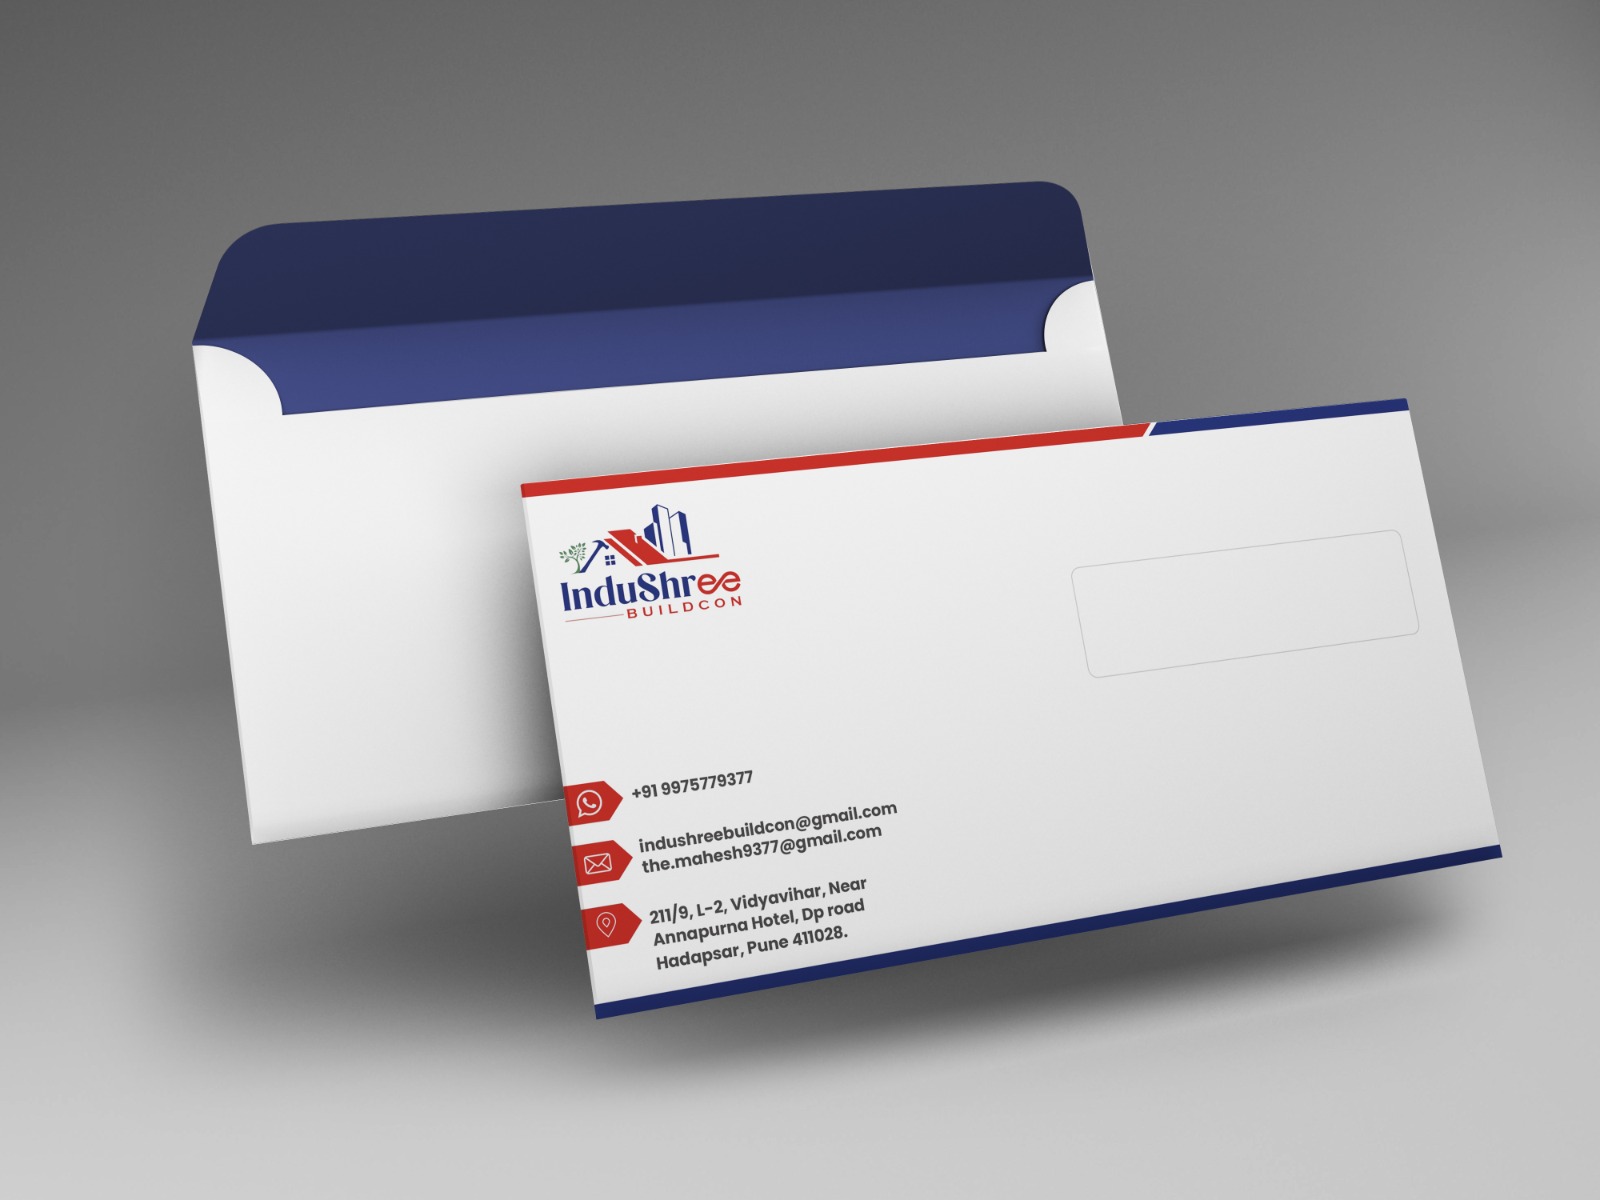 InduShree
BUILDCON
+91 9975779377
indushreebuildcon@gmail.com
the.mahesh9377@gmail.com
211/9, L-2, Vidyavihar, Near
Annapurna Hotel, Dp road
Hadapsar, Pune 411028.